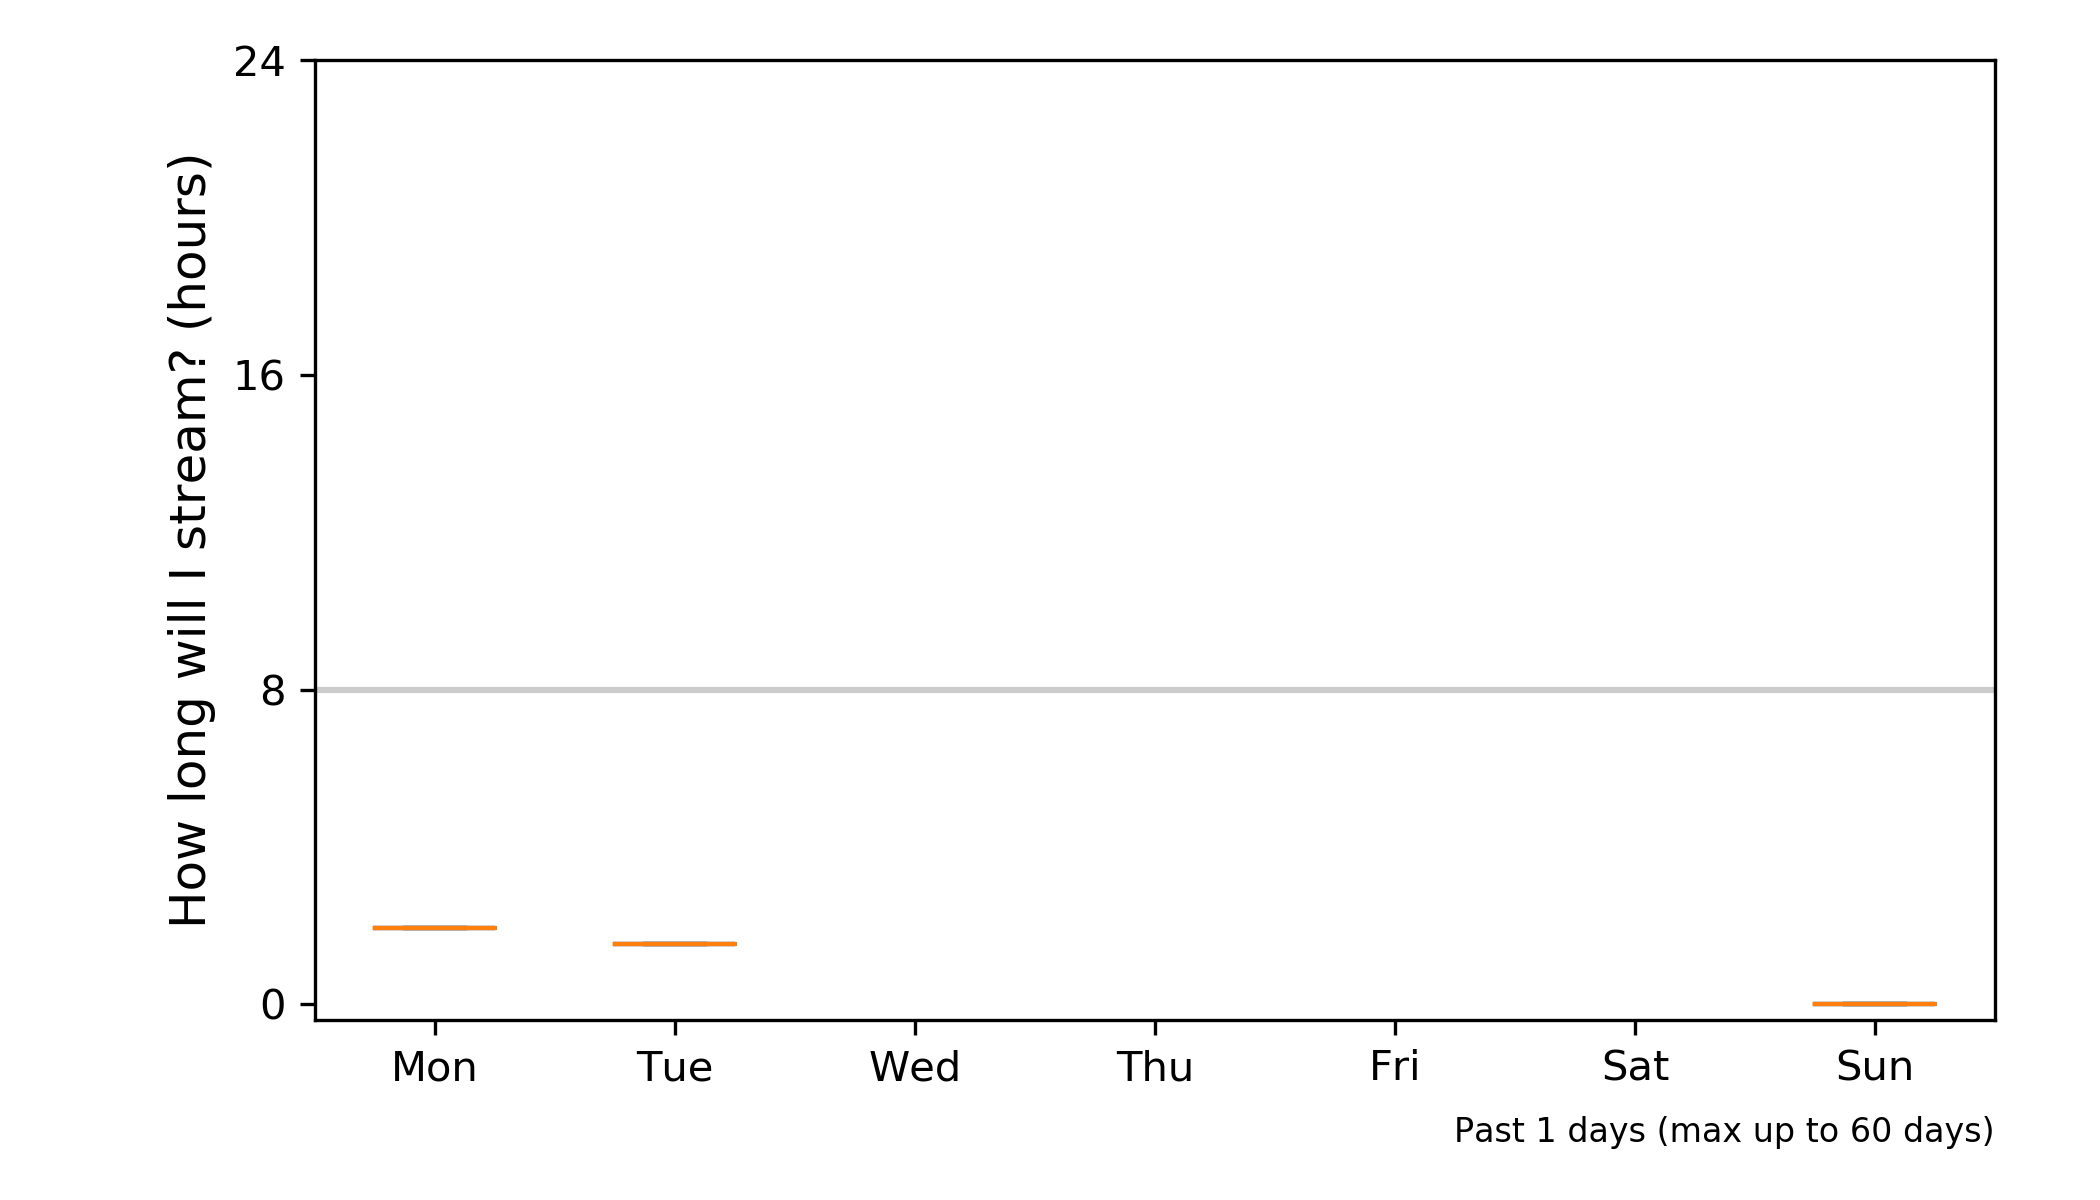 How long will I stream? (hours)
24
16
8
0
Mon Tue Wed Thu Fri Sat Sun
Past 1 days (max up to 60 days)